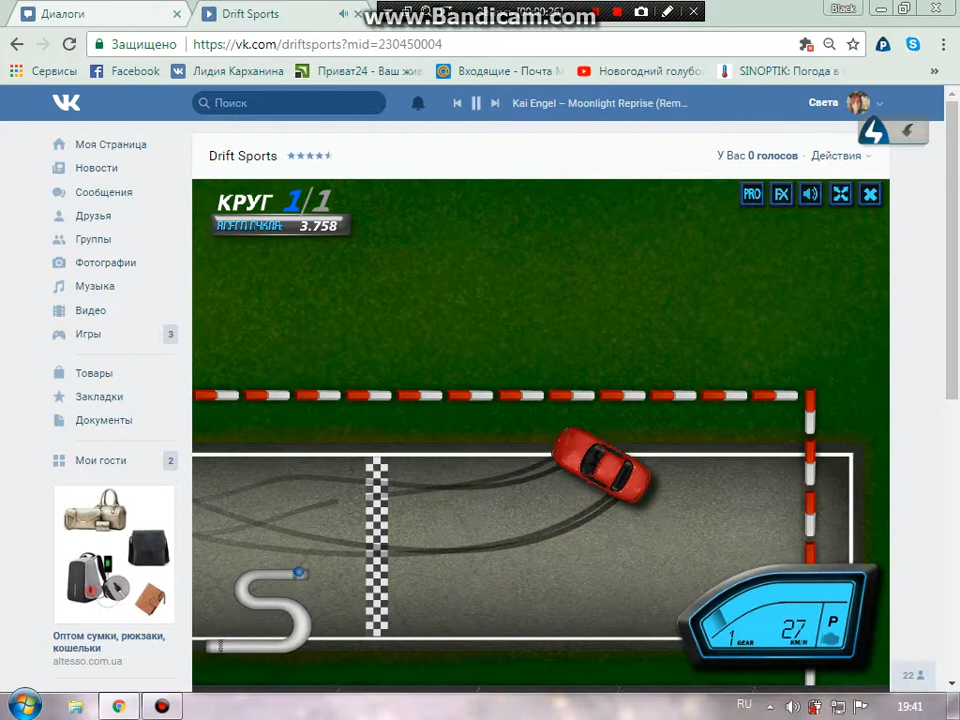 Диалоги
Drift Sports
www.Bandicam.com
Black
Защищено
https://vk.com/driftsports?mid=230450004
Сервисы
Facebook
Лидия Карханина
Приват24 - Ваш жив
Входящие - Почта М
Новогодний голубо
SINOPTIK: Погода в
Поиск
Kai Engel – Moonlight Reprise (Rem...
Света
Моя Страница
Новости
Сообщения
Друзья
Группы
Фотографии
Музыка
Видео
Игры 3
Товары
Закладки
Документы
Мои гости 2
Оптом сумки, рюкзаки,
кошельки
altesso.com.ua
Drift Sports
У Вас 0 голосов · Действия
КРУГ 1/1
3.758
PRO
FX
1 GEAR
27
KM/H
P
22
RU
19:41